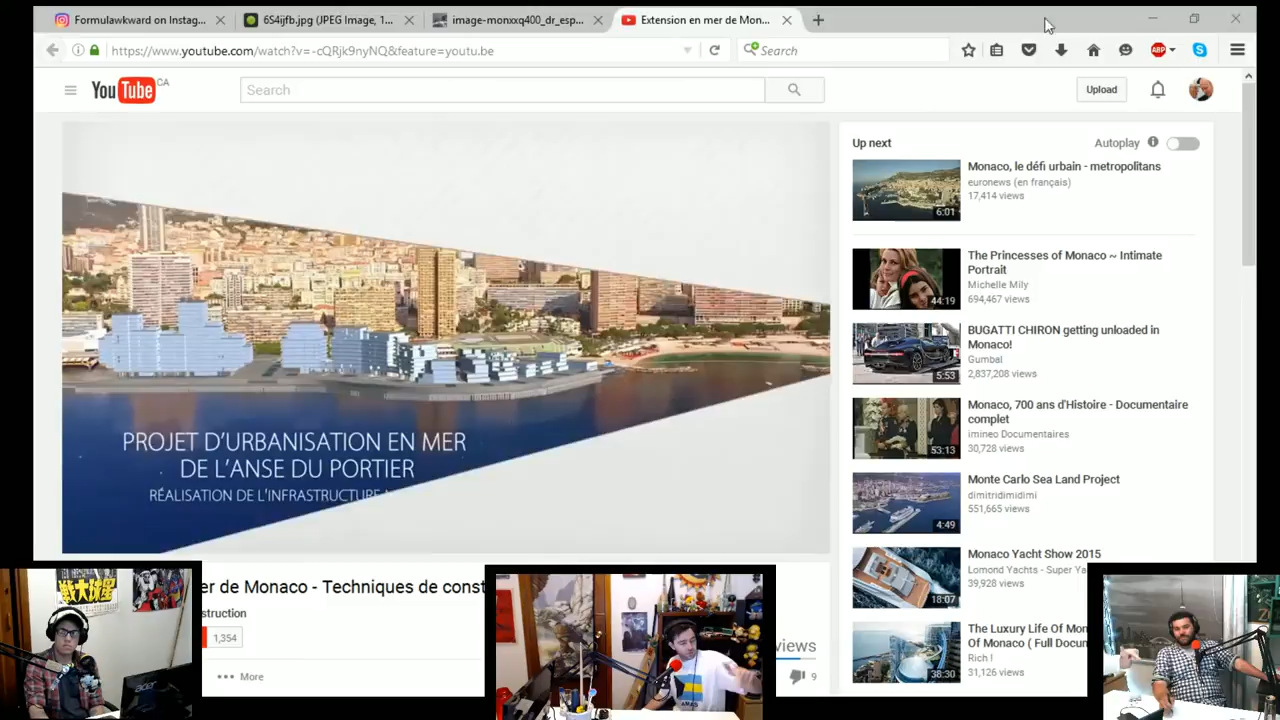 Formulawkward on Instag...
6S4ijfb.jpg (JPEG Image, 1...
image-monxxq400_dr_esp...
Extension en mer de Mon...
https://www.youtube.com/watch?v=-cQRjk9nyNQ&feature=youtu.be
Search
ABP
YouTube CA
Search
Upload
Up next
Autoplay
Monaco, le défi urbain - metropolitans
euronews (en français)
17,414 views
6:01
The Princesses of Monaco ~ Intimate
Portrait
Michelle Mily
694,467 views
44:19
BUGATTI CHIRON getting unloaded in
Monaco!
Gumbal
2,837,208 views
5:53
Monaco, 700 ans d'Histoire - Documentaire
complet
imineo Documentaires
30,728 views
53:13
Monte Carlo Sea Land Project
dimitridimidimi
551,665 views
4:49
Monaco Yacht Show 2015
Lomond Yachts - Super Ya
39,928 views
18:07
The Luxury Life Of Mon
Of Monaco ( Full Docum
Rich !
31,126 views
38:30
PROJET D'URBANISATION EN MER
DE L'ANSE DU PORTIER
RÉALISATION DE L'INFRASTRUCTURE
er de Monaco - Techniques de const
struction
1,354
views
More
9
acer